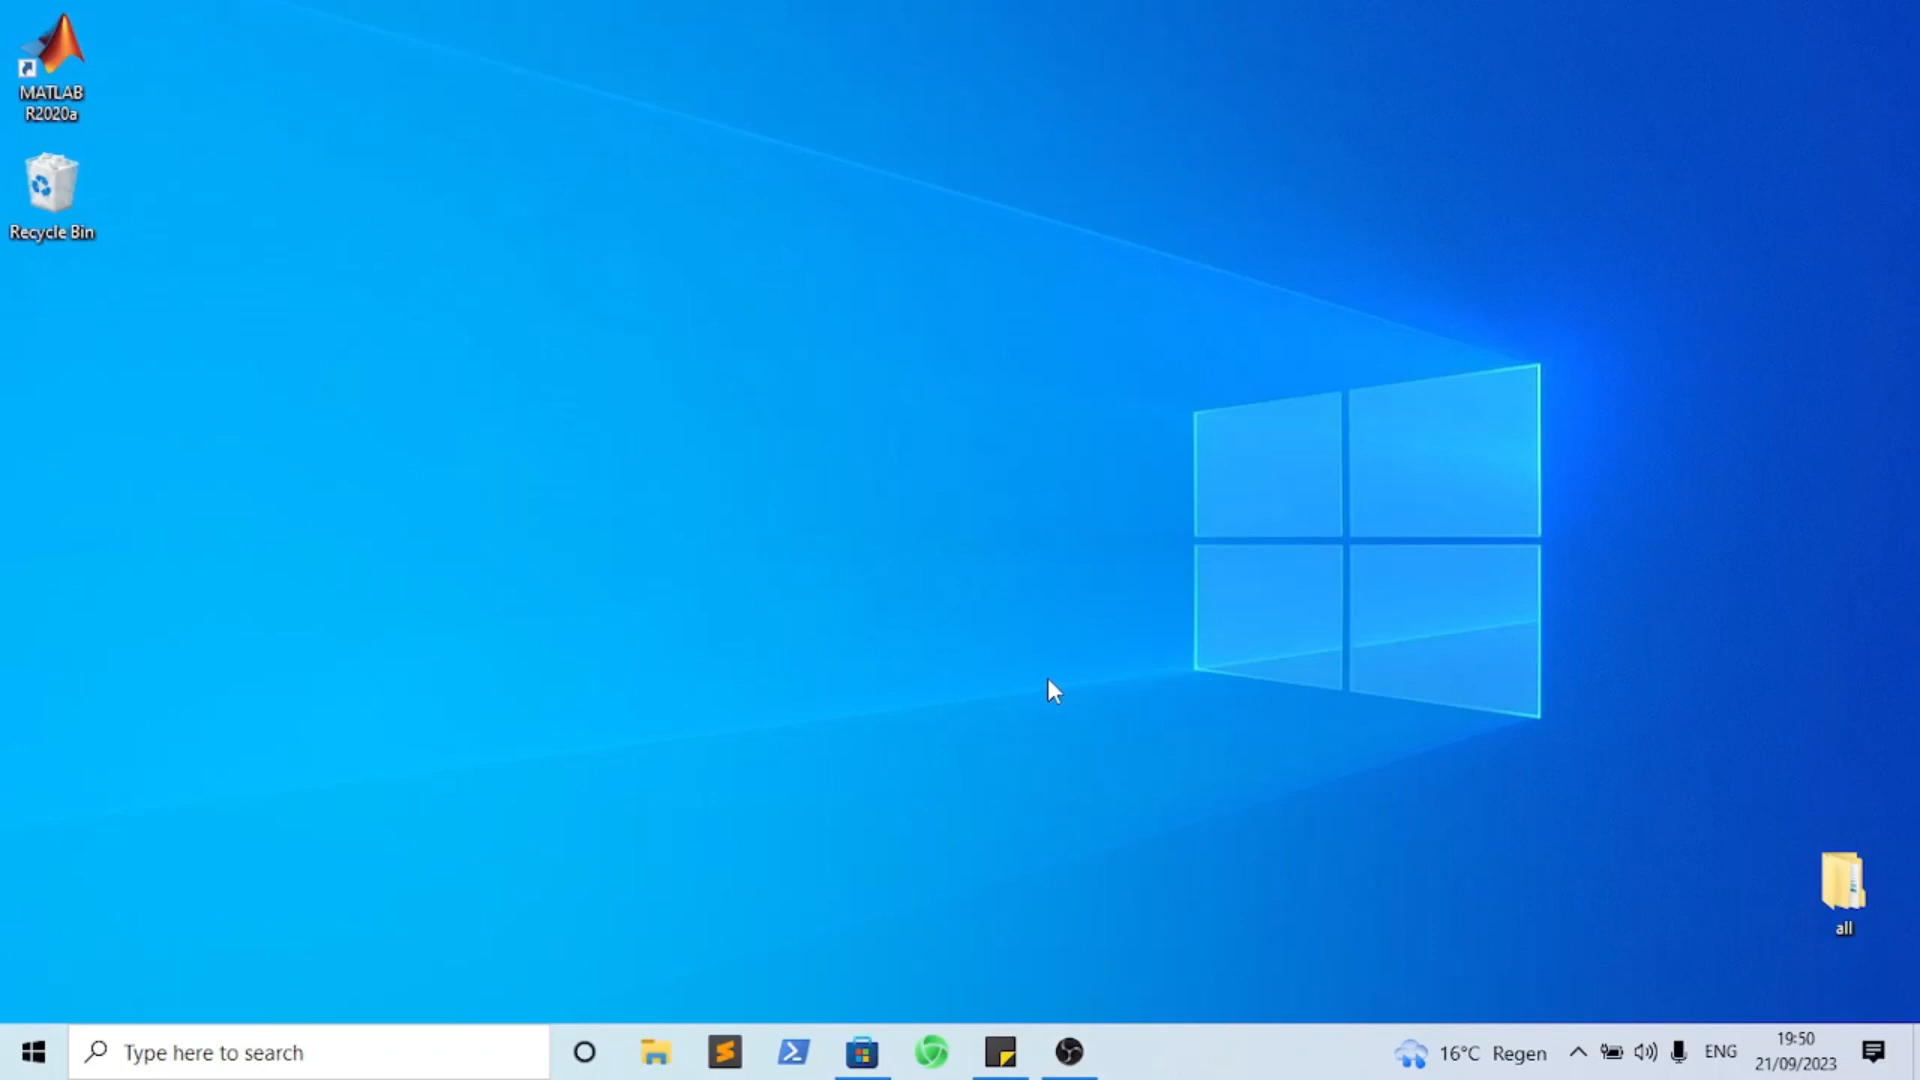 MATLAB
R2020a
Recycle Bin
all
Type here to search
16°C Regen
ENG
19:50
21/09/2023